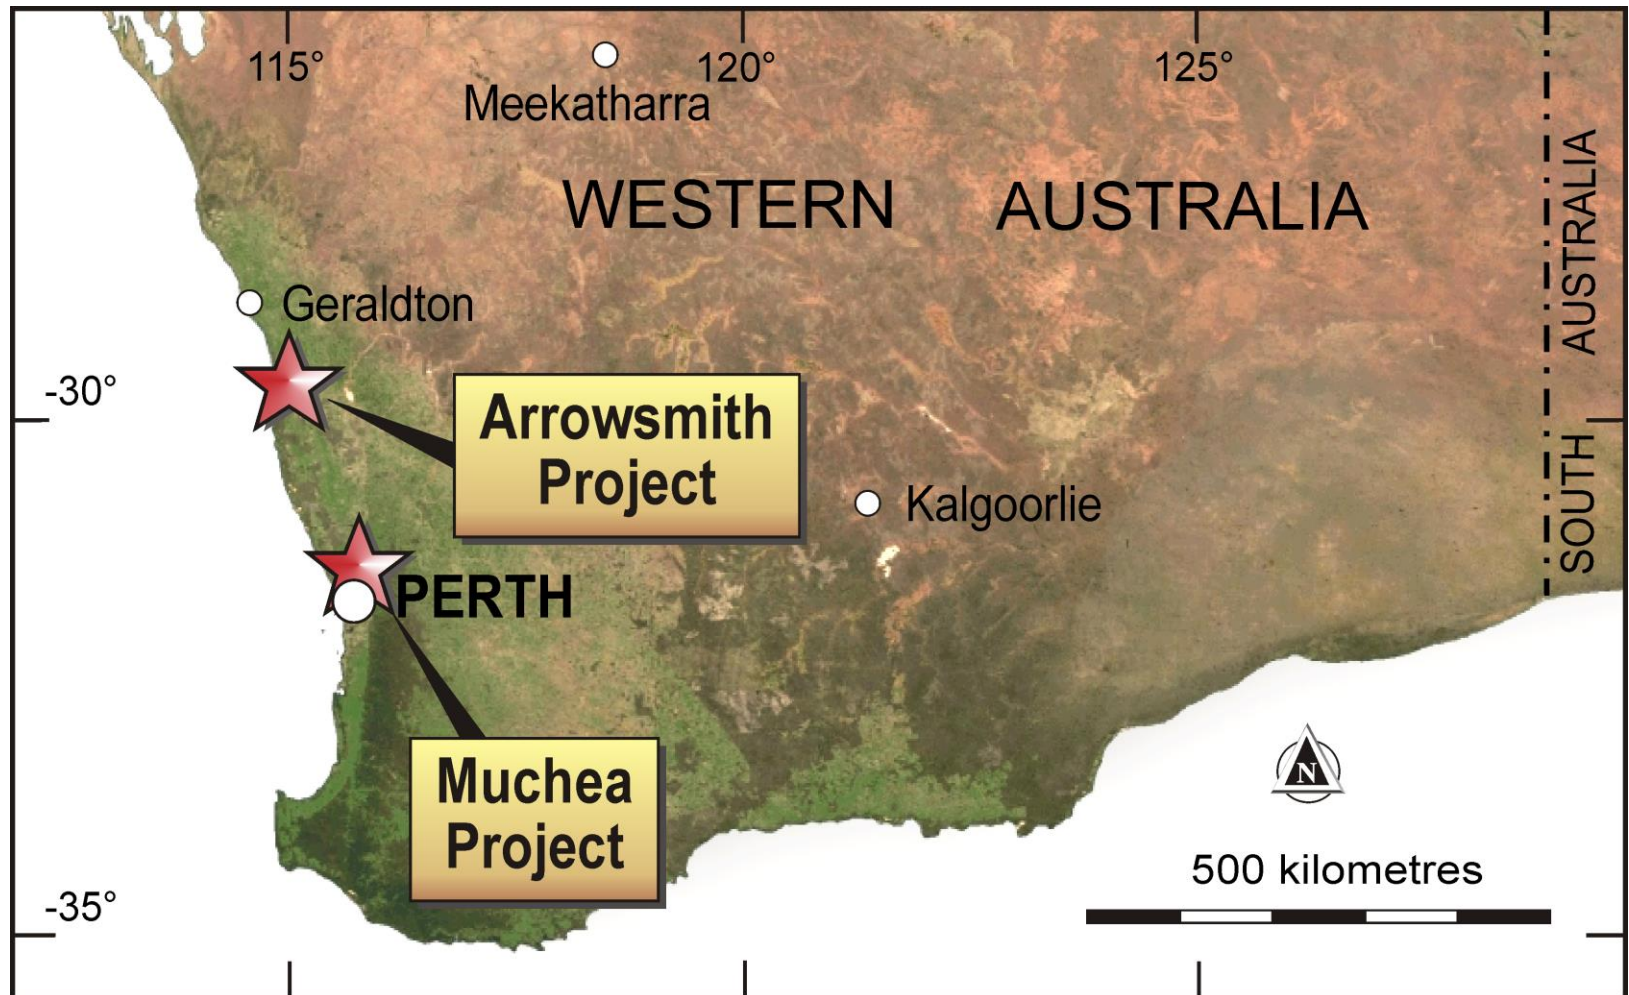 115°
120°
125°
Meekatharra
WESTERN AUSTRALIA
Geraldton
-30°
Arrowsmith
Project
Kalgoorlie
SOUTH AUSTRALIA
PERTH
Muchea
Project
N
500 kilometres
-35°